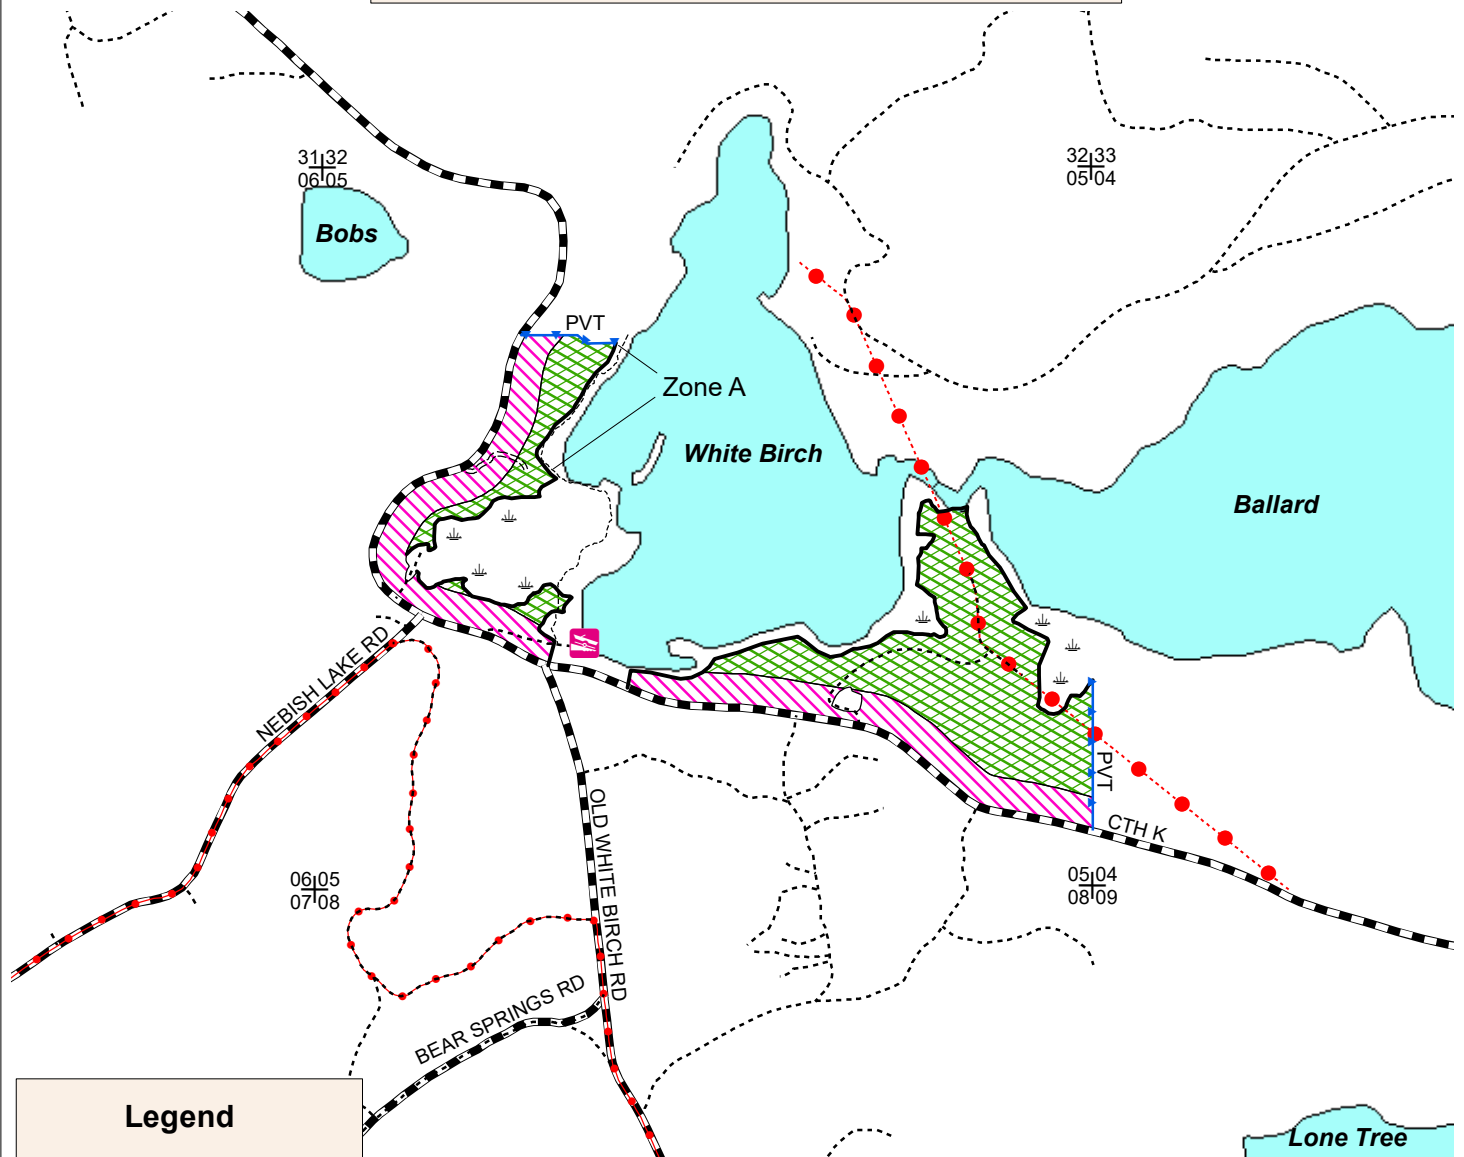 31 32
06 05
32 33
05 04
Bobs
PVT
Zone A
White Birch
Ballard
NEBISH LAKE RD
PVT
CTH K
OLD WHITE BIRCH RD
06 05
07 08
05 04
08 09
BEAR SPRINGS RD
Legend
Lone Tree